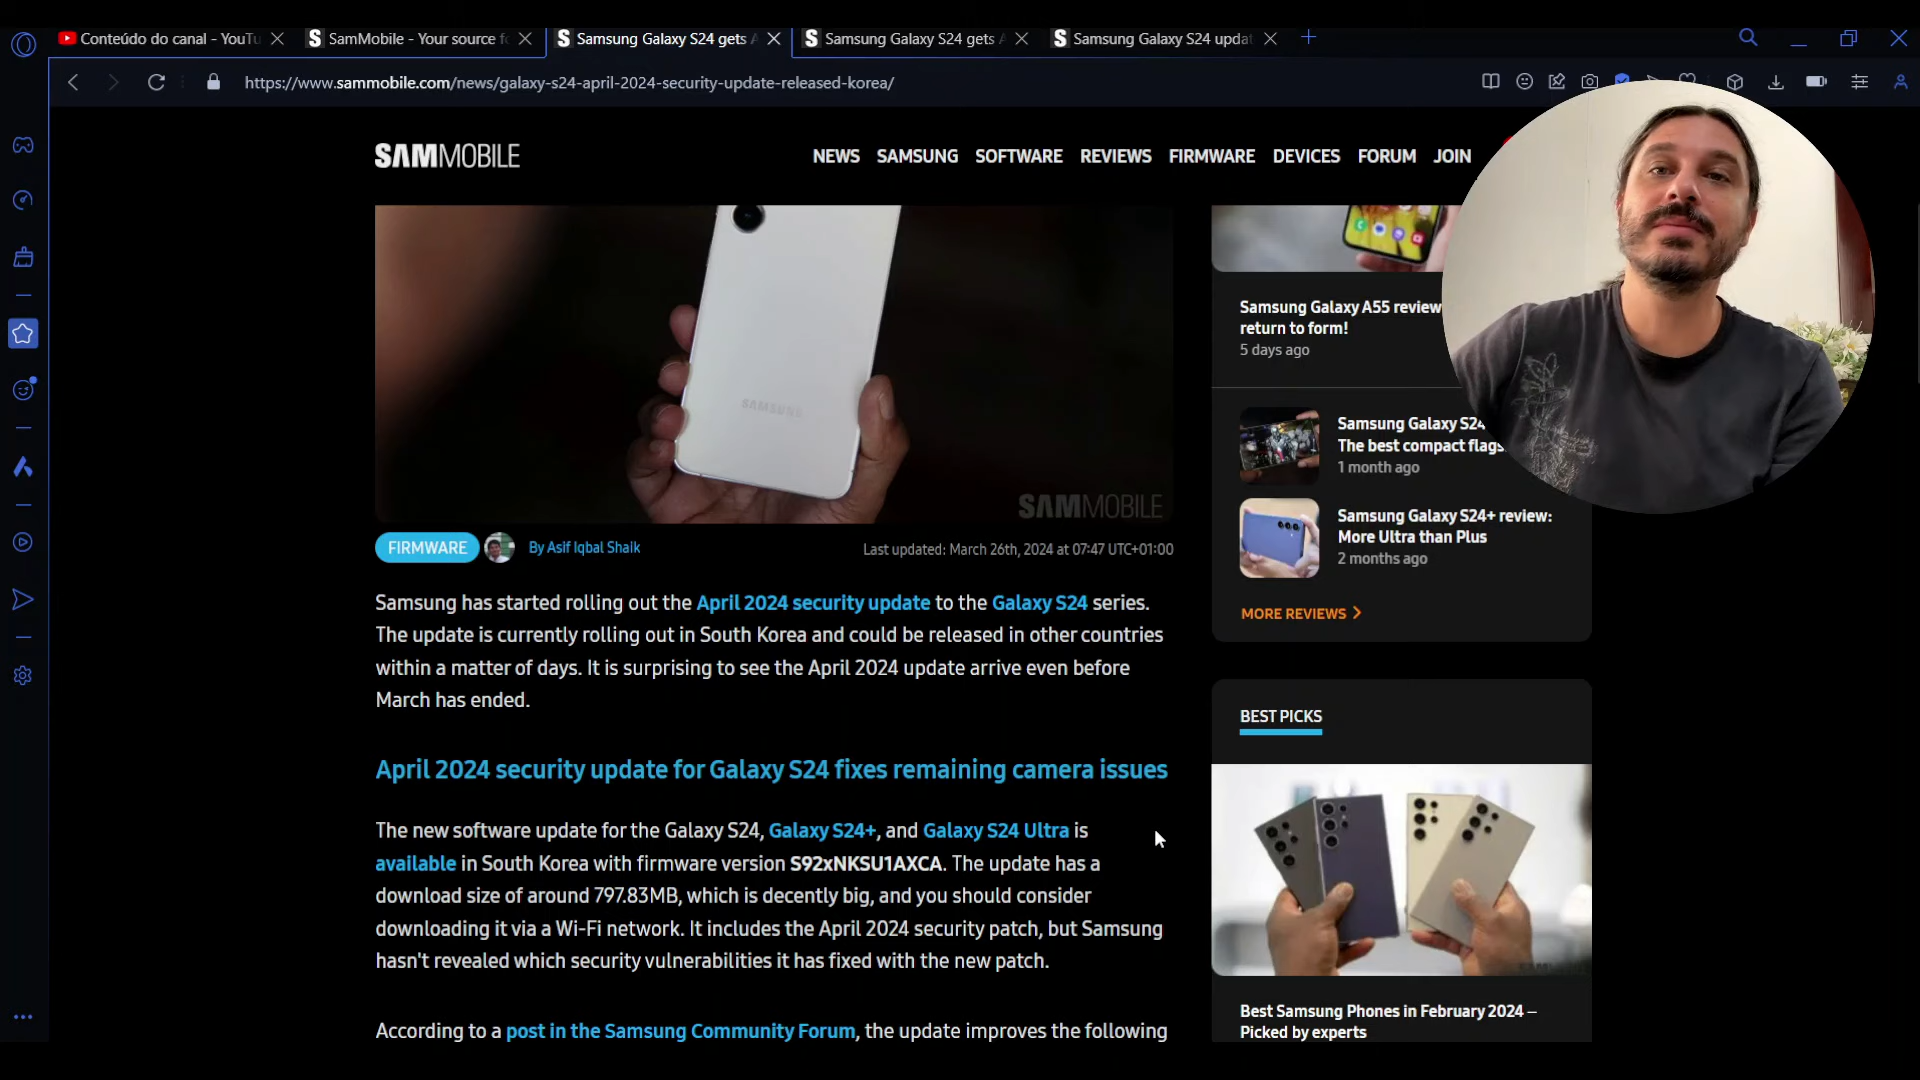 Conteúdo do canal - YouTu
SamMobile - Your source f
Samsung Galaxy S24 gets A
Samsung Galaxy S24 gets A
Samsung Galaxy S24 updat
https://www.sammobile.com/news/galaxy-s24-april-2024-security-update-released-korea/
SAMMOBILE
NEWS SAMSUNG SOFTWARE REVIEWS FIRMWARE DEVICES FORUM JOIN
SAMSUNG
SAMMOBILE
FIRMWARE
By Asif Iqbal Shaik
Last updated: March 26th, 2024 at 07:47 UTC+01:00
Samsung has started rolling out the April 2024 security update to the Galaxy S24 series.
The update is currently rolling out in South Korea and could be released in other countries
within a matter of days. It is surprising to see the April 2024 update arrive even before
March has ended.
April 2024 security update for Galaxy S24 fixes remaining camera issues
The new software update for the Galaxy S24, Galaxy S24+, and Galaxy S24 Ultra is
available in South Korea with firmware version S92xNKSU1AXCA. The update has a
download size of around 797.83MB, which is decently big, and you should consider
downloading it via a Wi-Fi network. It includes the April 2024 security patch, but Samsung
hasn't revealed which security vulnerabilities it has fixed with the new patch.
According to a post in the Samsung Community Forum, the update improves the following
Samsung Galaxy A55 review
return to form!
5 days ago
Samsung Galaxy S24
The best compact flags
1 month ago
Samsung Galaxy S24+ review:
More Ultra than Plus
2 months ago
MORE REVIEWS
BEST PICKS
Best Samsung Phones in February 2024 –
Picked by experts